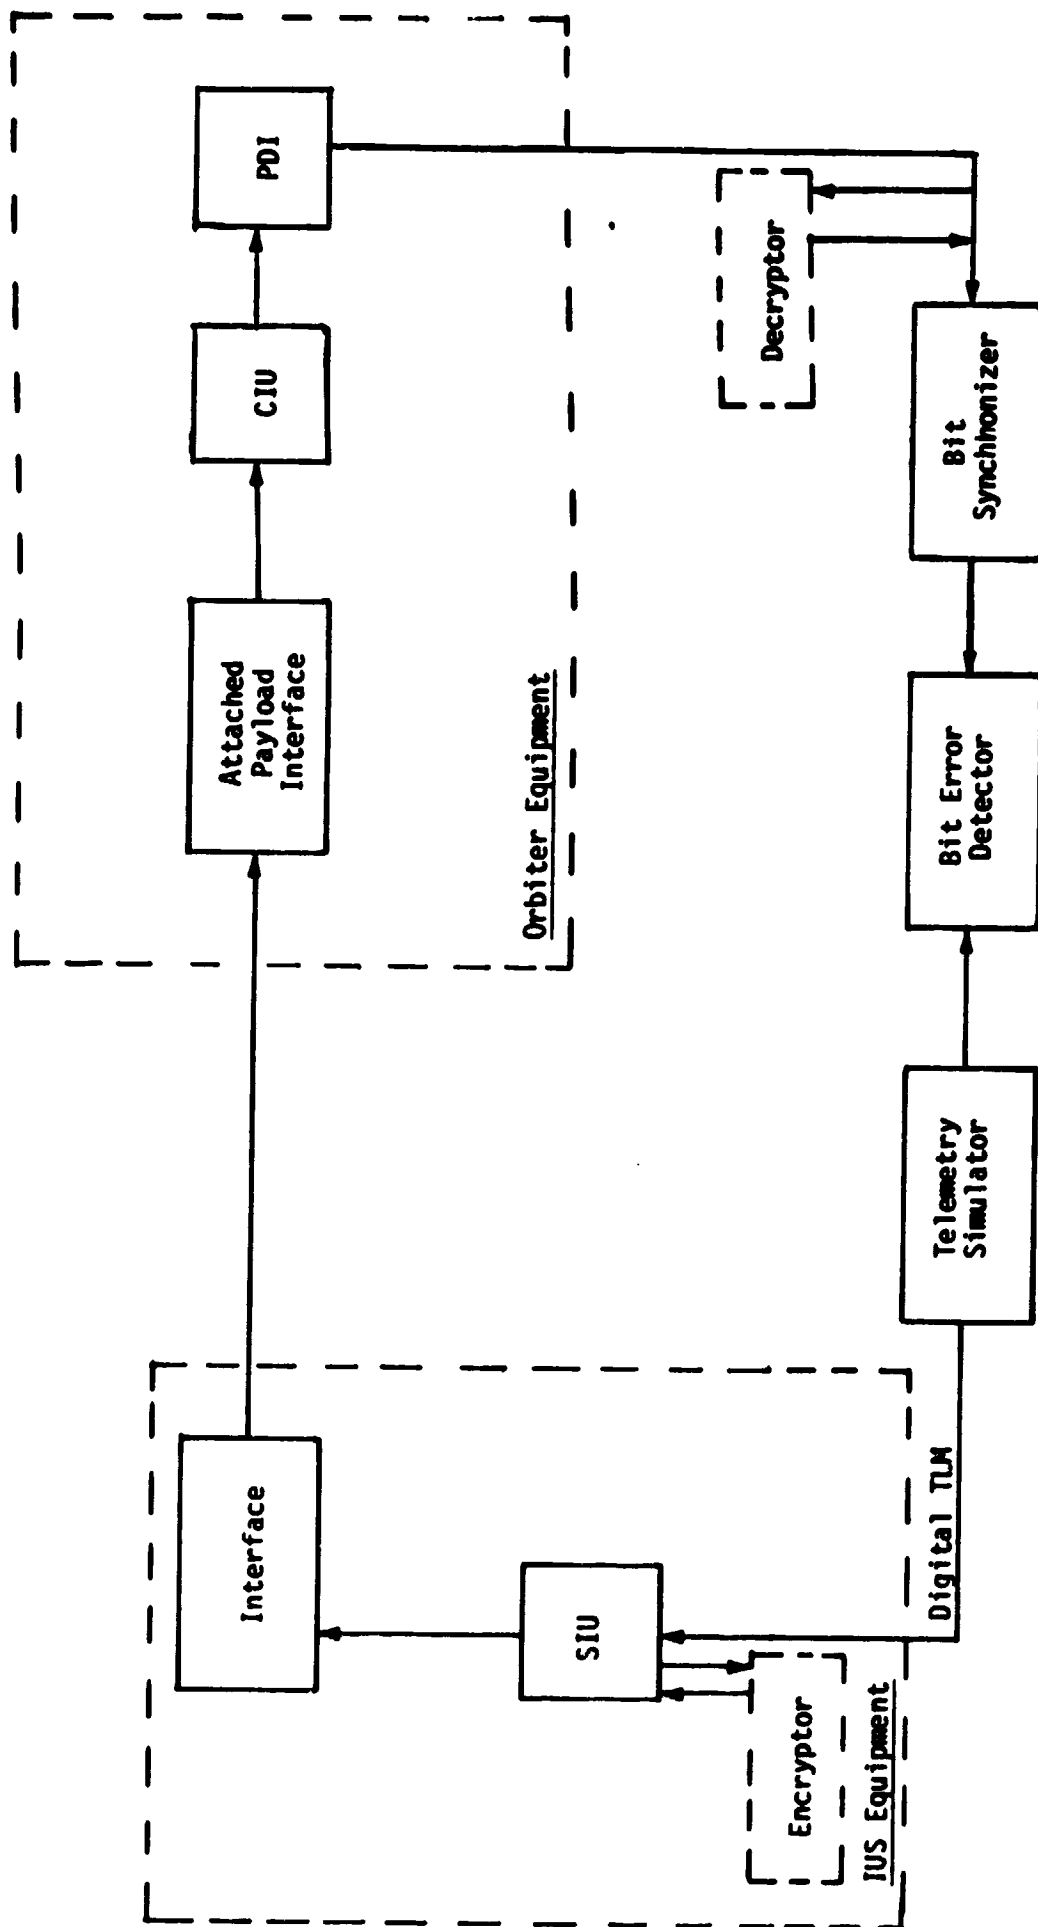 Interface
SIU
Encryptor
IUS Equipment
Digital TLM
Attached
Payload
Interface
CIU
PDI
Orbiter Equipment
Decryptor
Telemetry
Simulator
Bit Error
Detector
Bit
Synchhonizer